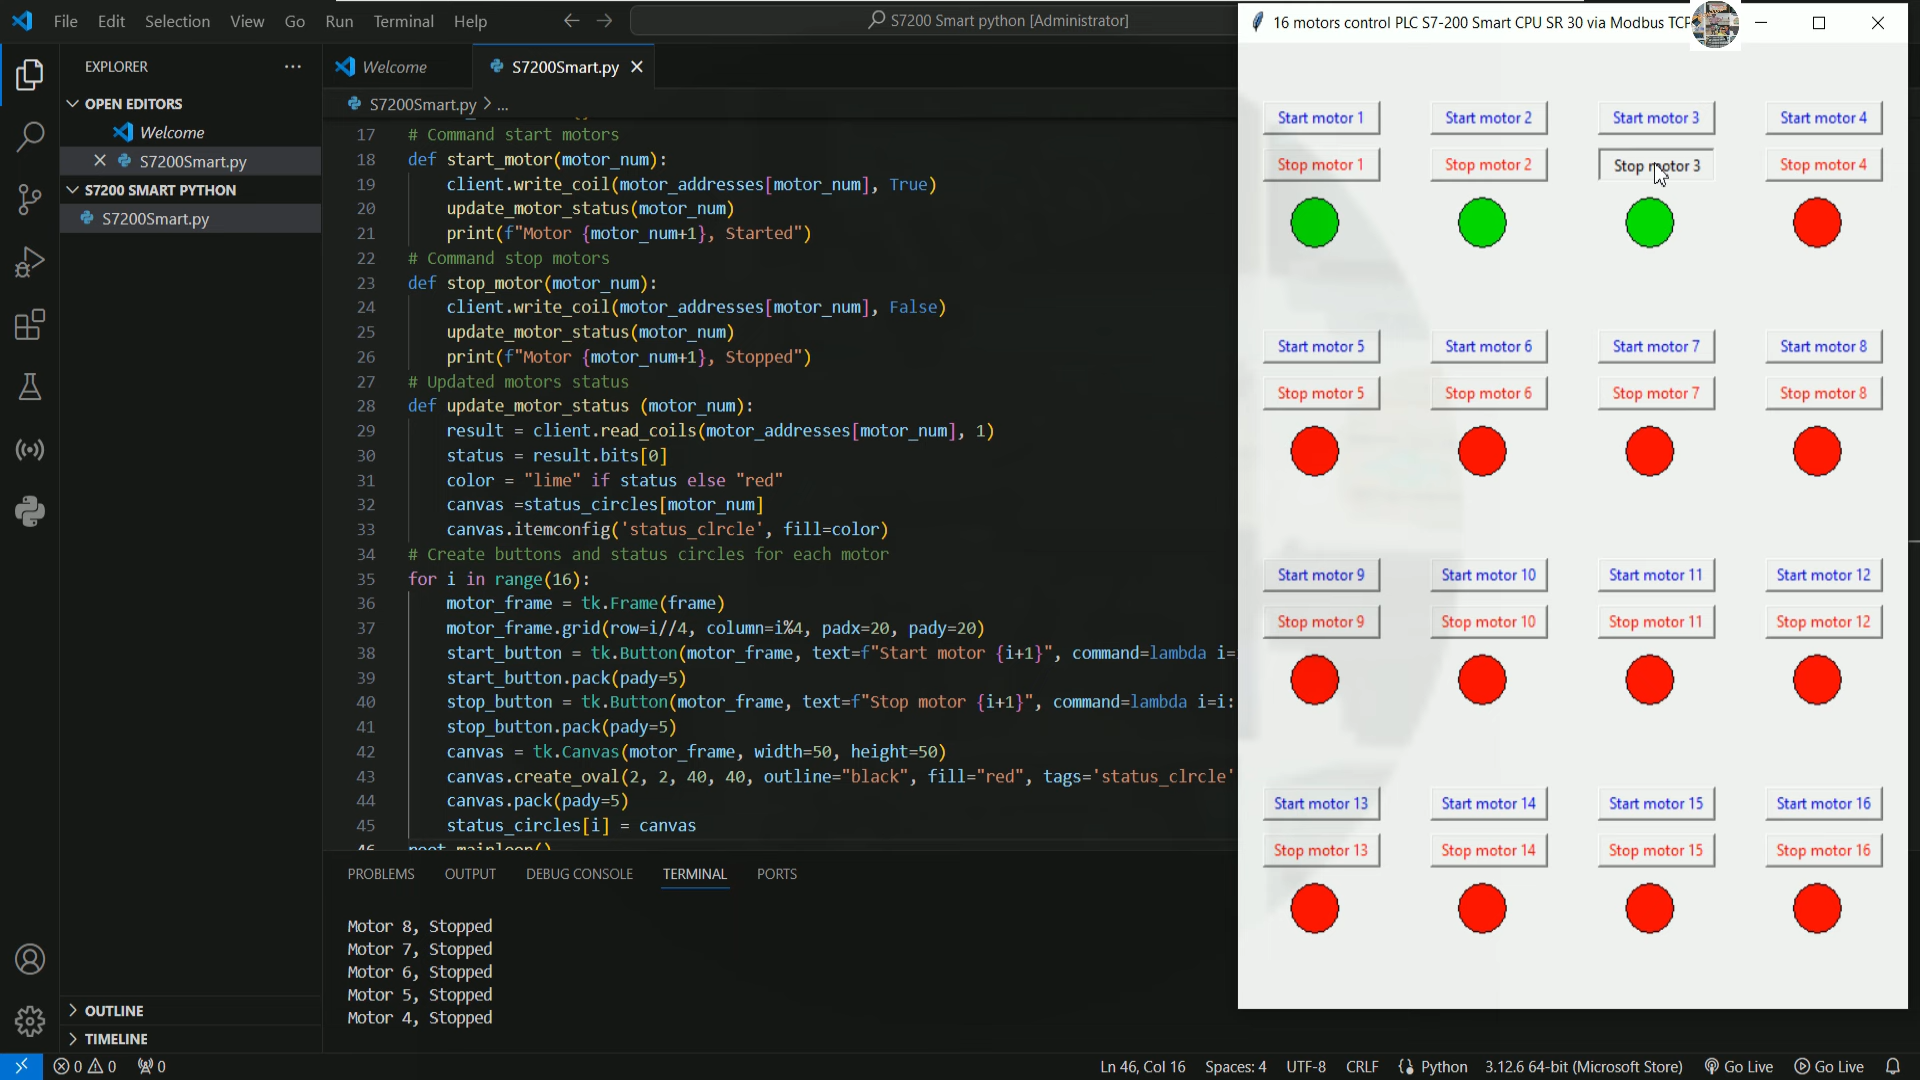 File Edit Selection View Go Run Terminal Help
S7200 Smart python [Administrator]
EXPLORER
OPEN EDITORS
Welcome
S7200Smart.py
S7200 SMART PYTHON
S7200Smart.py
OUTLINE
TIMELINE
Welcome
S7200Smart.py
S7200Smart.py > ...
17 # Command start motors
18 def start_motor(motor_num):
19 client.write_coil(motor_addresses[motor_num], True)
20 update_motor_status(motor_num)
21 print(f"Motor {motor_num+1}, Started")
22 # Command stop motors
23 def stop_motor(motor_num):
24 client.write_coil(motor_addresses[motor_num], False)
25 update_motor_status(motor_num)
26 print(f"Motor {motor_num+1}, Stopped")
27 # Updated motors status
28 def update_motor_status (motor_num):
29 result = client.read_coils(motor_addresses[motor_num], 1)
30 status = result.bits[0]
31 color = "lime" if status else "red"
32 canvas =status_circles[motor_num]
33 canvas.itemconfig('status_clrcle', fill=color)
34 # Create buttons and status circles for each motor
35 for i in range(16):
36 motor_frame = tk.Frame(frame)
37 motor_frame.grid(row=i//4, column=i%4, padx=20, pady=20)
38 start_button = tk.Button(motor_frame, text=f"Start motor {i+1}", command=lambda i=
39 start_button.pack(pady=5)
40 stop_button = tk.Button(motor_frame, text=f"Stop motor {i+1}", command=lambda i=i:
41 stop_button.pack(pady=5)
42 canvas = tk.Canvas(motor_frame, width=50, height=50)
43 canvas.create_oval(2, 2, 40, 40, outline="black", fill="red", tags='status_clrcle'
44 canvas.pack(pady=5)
45 status_circles[i] = canvas
46 root.mainloop()
PROBLEMS OUTPUT DEBUG CONSOLE TERMINAL PORTS
Motor 8, Stopped
Motor 7, Stopped
Motor 6, Stopped
Motor 5, Stopped
Motor 4, Stopped
16 motors control PLC S7-200 Smart CPU SR 30 via Modbus TCP
Start motor 1 Start motor 2 Start motor 3 Start motor 4
Stop motor 1 Stop motor 2 Stop motor 3 Stop motor 4
Start motor 5 Start motor 6 Start motor 7 Start motor 8
Stop motor 5 Stop motor 6 Stop motor 7 Stop motor 8
Start motor 9 Start motor 10 Start motor 11 Start motor 12
Stop motor 9 Stop motor 10 Stop motor 11 Stop motor 12
Start motor 13 Start motor 14 Start motor 15 Start motor 16
Stop motor 13 Stop motor 14 Stop motor 15 Stop motor 16
0 0 0 Ln 46, Col 16 Spaces: 4 UTF-8 CRLF Python 3.12.6 64-bit (Microsoft Store) Go Live Go Live